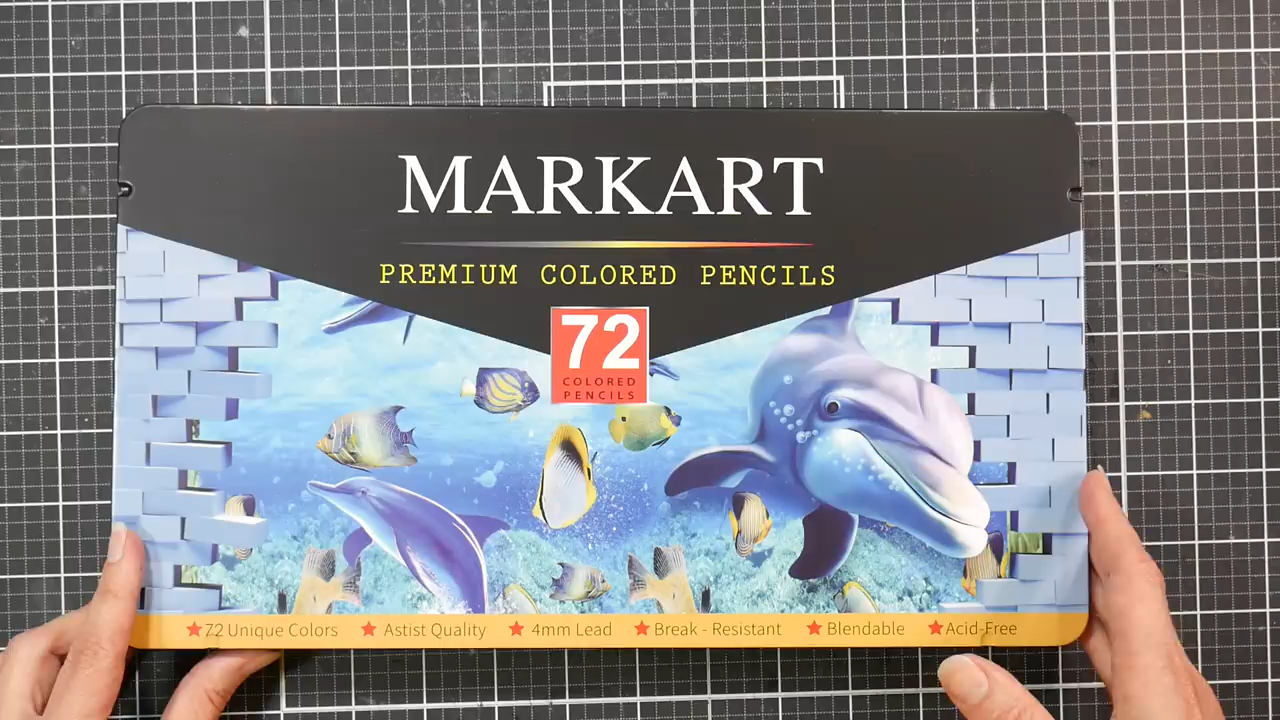 MARKART
PREMIUM COLORED PENCILS
72
COLORED
PENCILS
★72 Unique Colors ★ Astist Quality ★ 4mm Lead ★ Break - Resistant ★ Blendable ★ Acid-Free